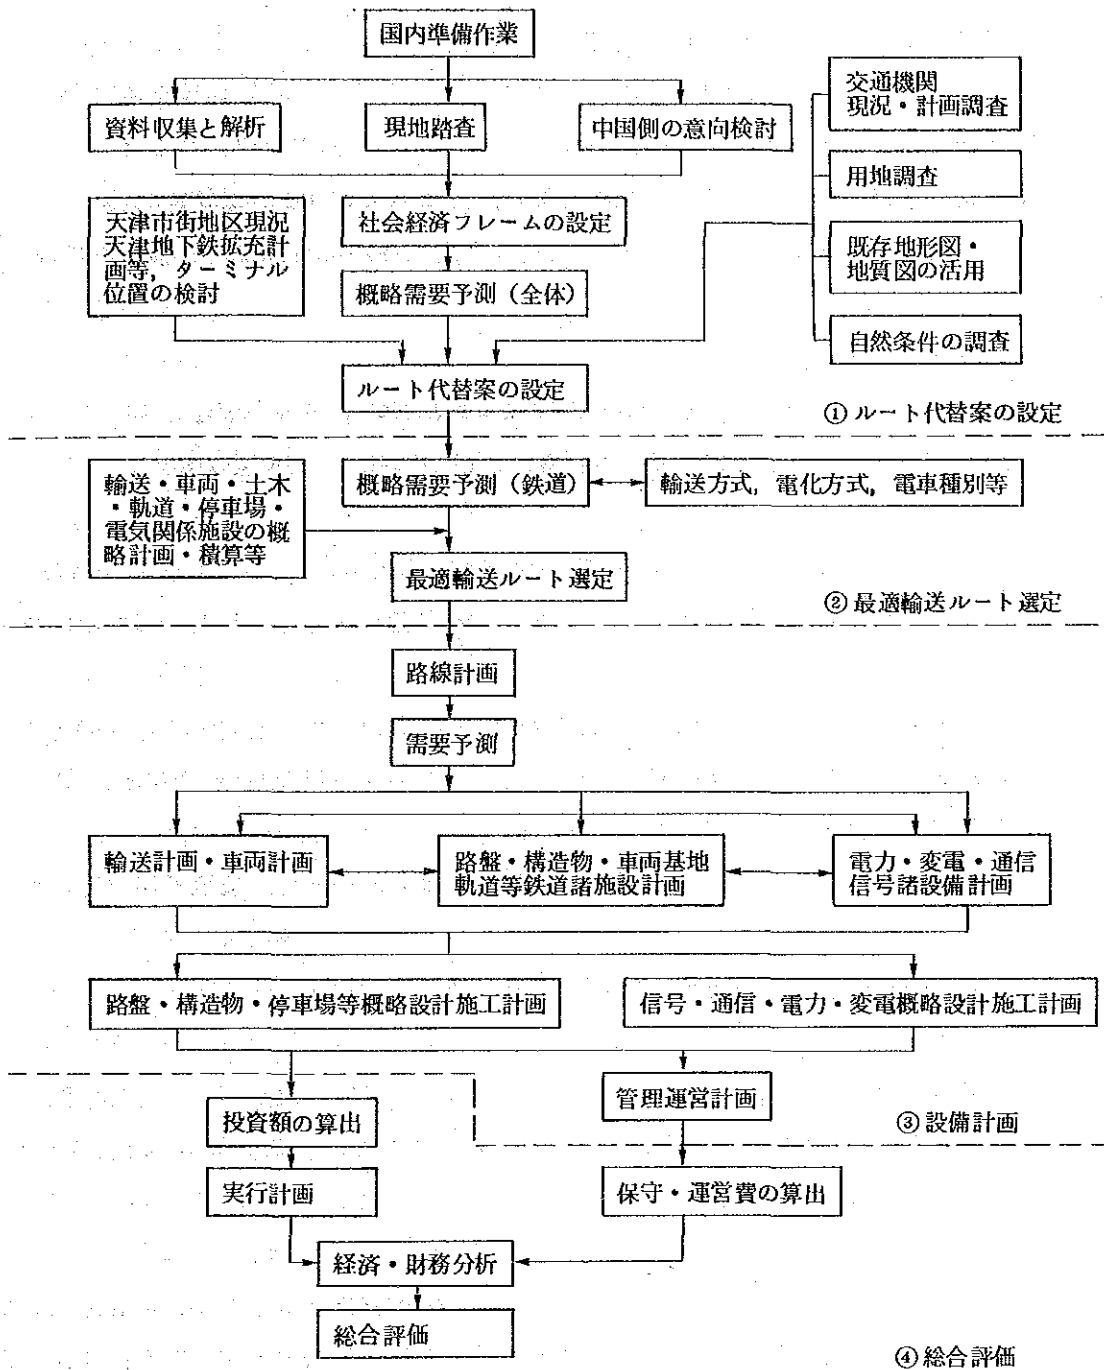 国内準備作業
資料収集と解析
現地踏査
中国側の意向検討
交通機関
現況・計画調査
用地調査
既存地形図・
地質図の活用
自然条件の調査
天津市街地区現況
天津地下鉄拡充計
画等，ターミナル
位置の検討
社会経済フレームの設定
概略需要予測（全体）
ルート代替案の設定
① ルート代替案の設定
輸送・車両・土木
・軌道・停車場・
電気関係施設の概
略計画・積算等
概略需要予測（鉄道）
輸送方式，電化方式，電車種別等
最適輸送ルート選定
② 最適輸送ルート選定
路線計画
需要予測
輸送計画・車両計画
路盤・構造物・車両基地
軌道等鉄道諸施設計画
電力・変電・通信
信号諸設備計画
路盤・構造物・停車場等概略設計施工計画
信号・通信・電力・変電概略設計施工計画
管理運営計画
投資額の算出
③ 設備計画
実行計画
保守・運営費の算出
経済・財務分析
総合評価
④ 総合評価